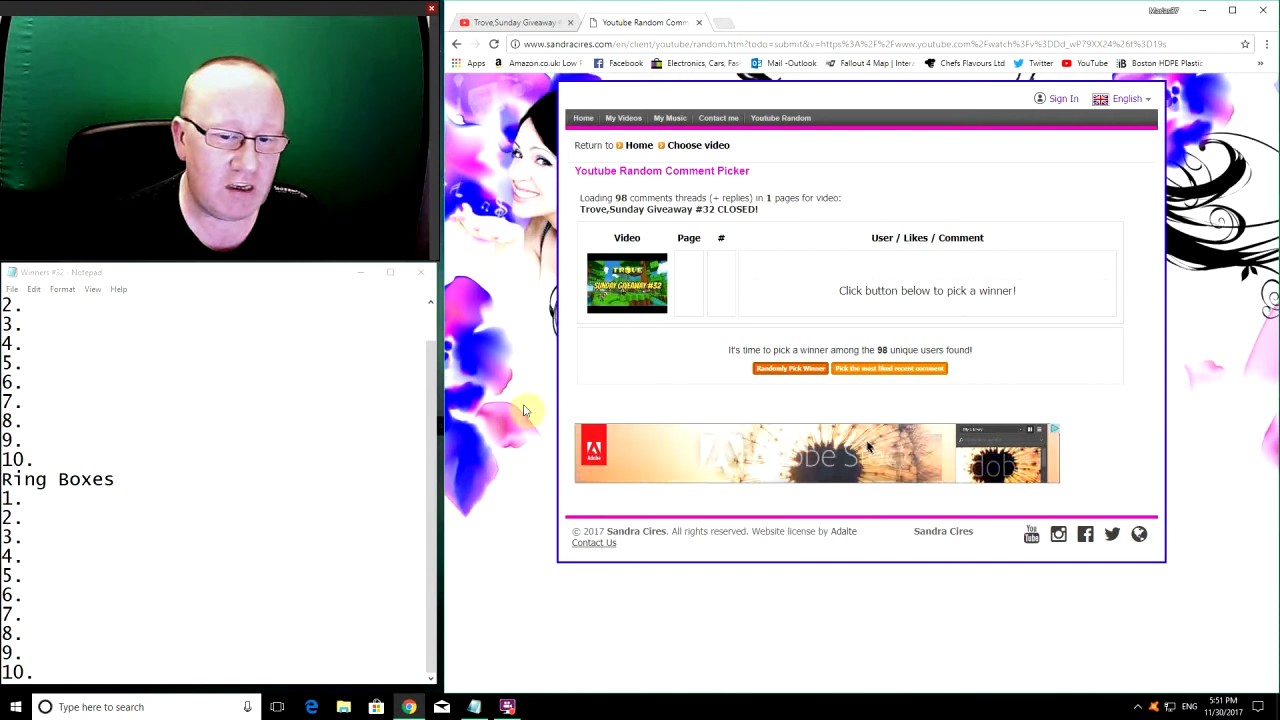 Winners #32 - Notepad
File Edit Format View Help
2.
3.
4.
5.
6.
7.
8.
9.
10.
Ring Boxes
1.
2.
3.
4.
5.
6.
7.
8.
9.
10.
Trove,Sunday Giveaway #
Youtube Random Comm
www.sandracires.com/en/client/youtube/random.htm?todo=submit&v=https%3A%2F%2Fwww.youtube.com%2Fwatch%3Fv%3DDd_wP79XX24%26t%3D19s
Apps Amazon.co.uk: Low F Facebook Electronics, Cars, Fas Mail -Outlook Fallout 4 Map | Inter Chefs Flavours Ltd Twitter YouTube Boston HDPE Plastic »
Sign In English
Home My Videos My Music Contact me Youtube Random
Return to Home Choose video
Youtube Random Comment Picker
Loading 98 comments threads (+ replies) in 1 pages for video:
Trove,Sunday Giveaway #32 CLOSED!
Video Page # User / Likes / Comment
TROVE
SUNDAY GIVEAWAY #32
Click button below to pick a winner!
It's time to pick a winner among the 98 unique users found!
Randomly Pick Winner Pick the most liked recent comment
Adobe
My Library
© 2017 Sandra Cires. All rights reserved. Website license by Adalte
Contact Us
Sandra Cires
You
Tube
Type here to search
ENG
5:51 PM
11/30/2017